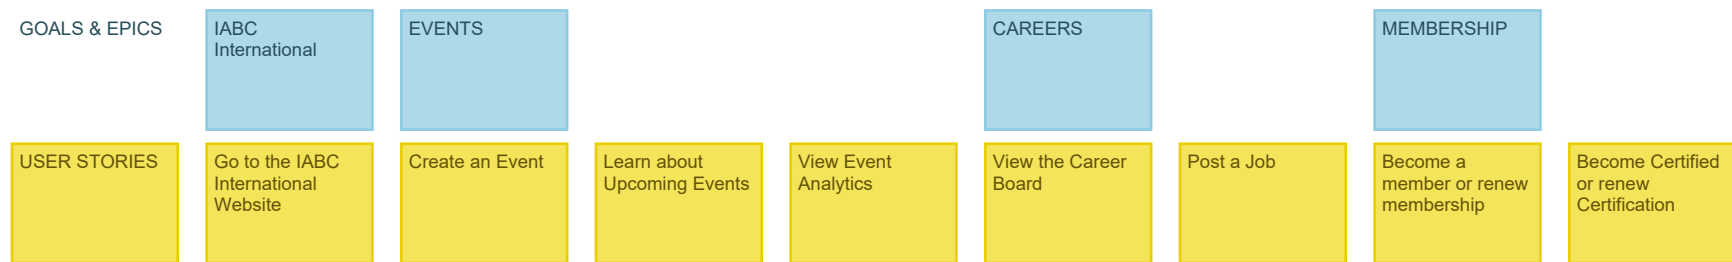 GOALS & EPICS
IABC
International
EVENTS
CAREERS
MEMBERSHIP
USER STORIES
Go to the IABC
International
Website
Create an Event
Learn about
Upcoming Events
View Event
Analytics
View the Career
Board
Post a Job
Become a
member or renew
membership
Become Certified
or renew
Certification